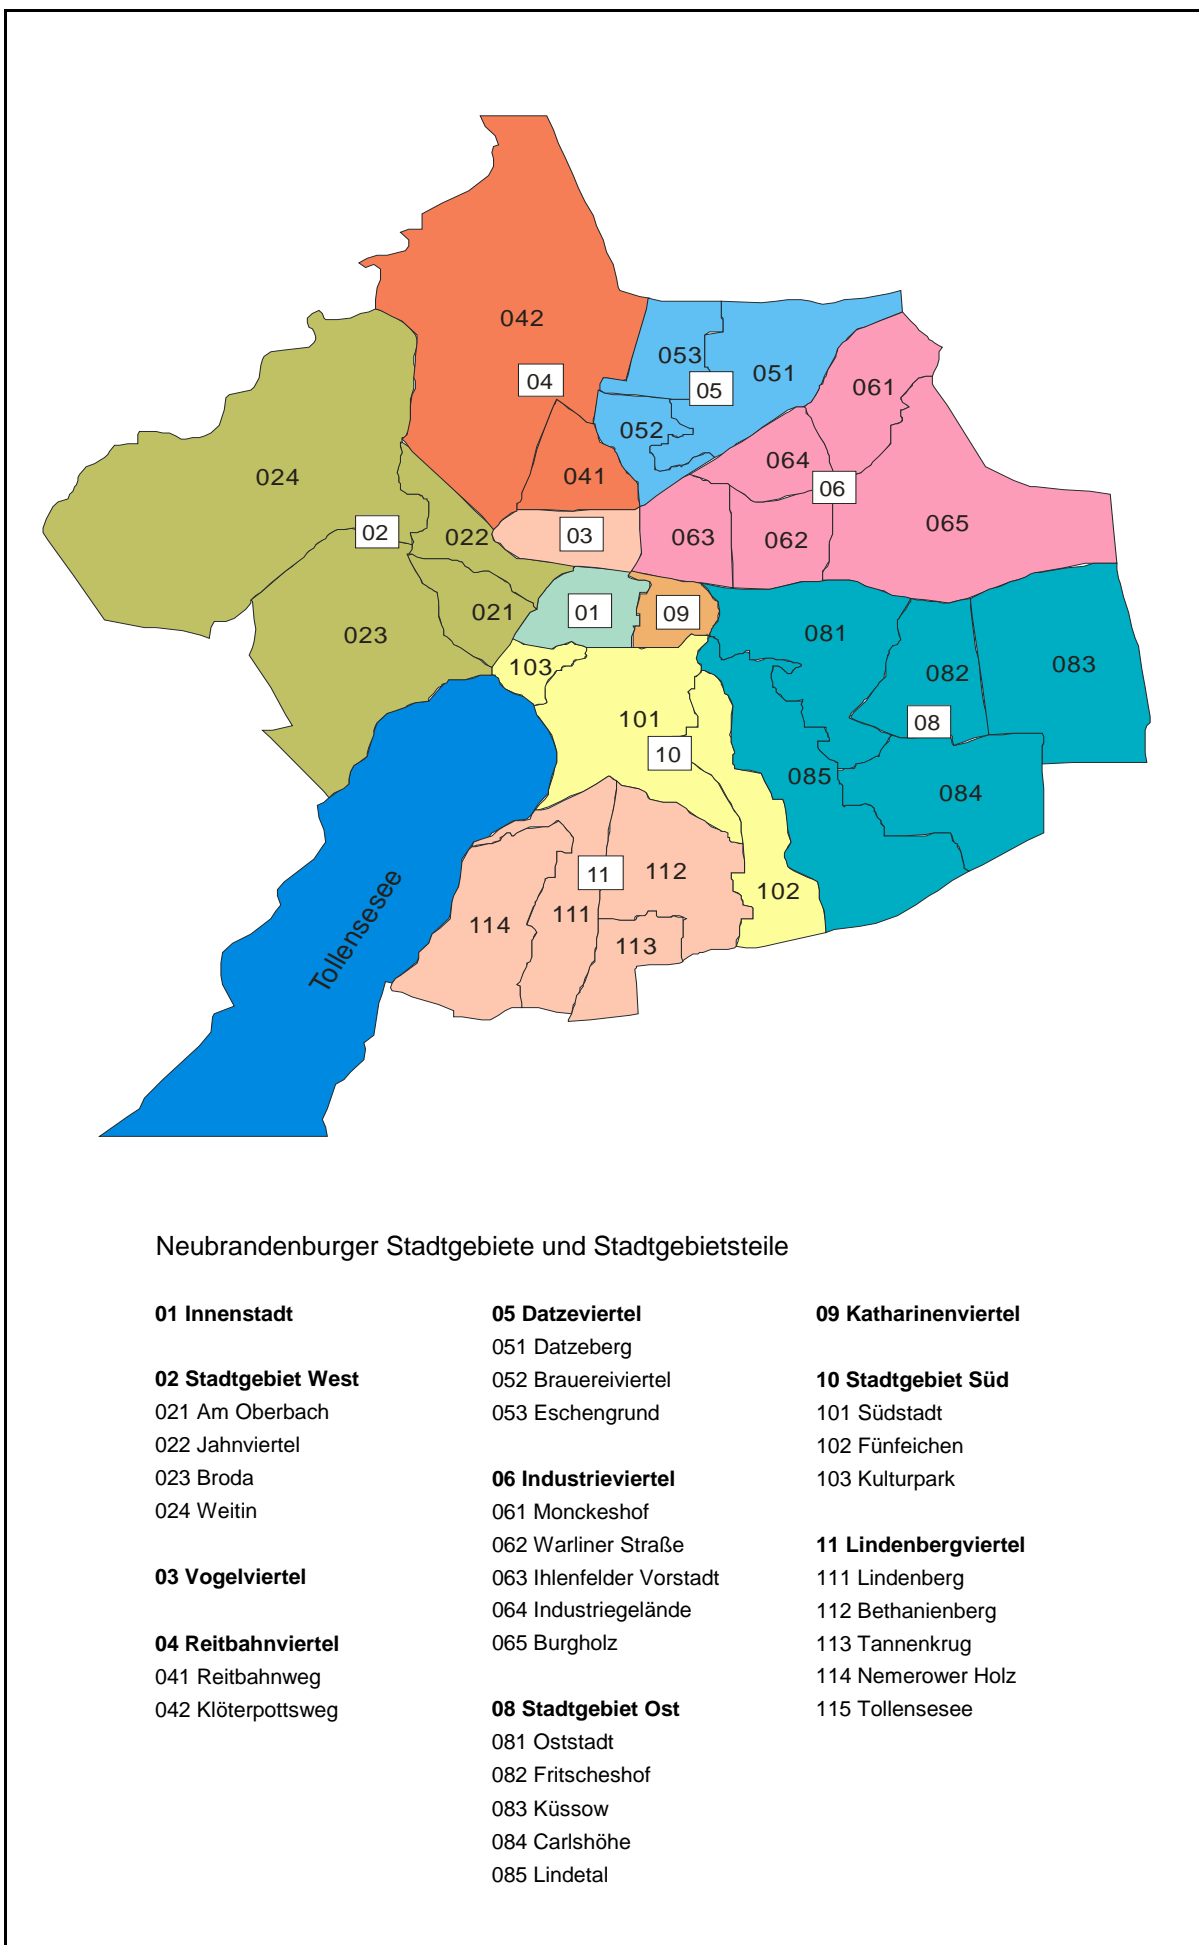 042
04
053
05
051
061
052
064
041
024
06
065
02
022
03
063
062
01
09
021
023
081
103
082
083
101
08
10
085
084
11
112
102
114
111
113
Tollensesee
Neubrandenburger Stadtgebiete und Stadtgebietsteile
01 Innenstadt
02 Stadtgebiet West
021 Am Oberbach
022 Jahnviertel
023 Broda
024 Weitin
03 Vogelviertel
04 Reitbahnviertel
041 Reitbahnweg
042 Klöterpottsweg
05 Datzeviertel
051 Datzeberg
052 Brauereiviertel
053 Eschengrund
06 Industrieviertel
061 Monckeshof
062 Warliner Straße
063 Ihlenfelder Vorstadt
064 Industriegelände
065 Burgholz
08 Stadtgebiet Ost
081 Oststadt
082 Fritscheshof
083 Küssow
084 Carlshöhe
085 Lindetal
09 Katharinenviertel
10 Stadtgebiet Süd
101 Südstadt
102 Fünfeichen
103 Kulturpark
11 Lindenbergviertel
111 Lindenberg
112 Bethanienberg
113 Tannenkrug
114 Nemerower Holz
115 Tollensesee